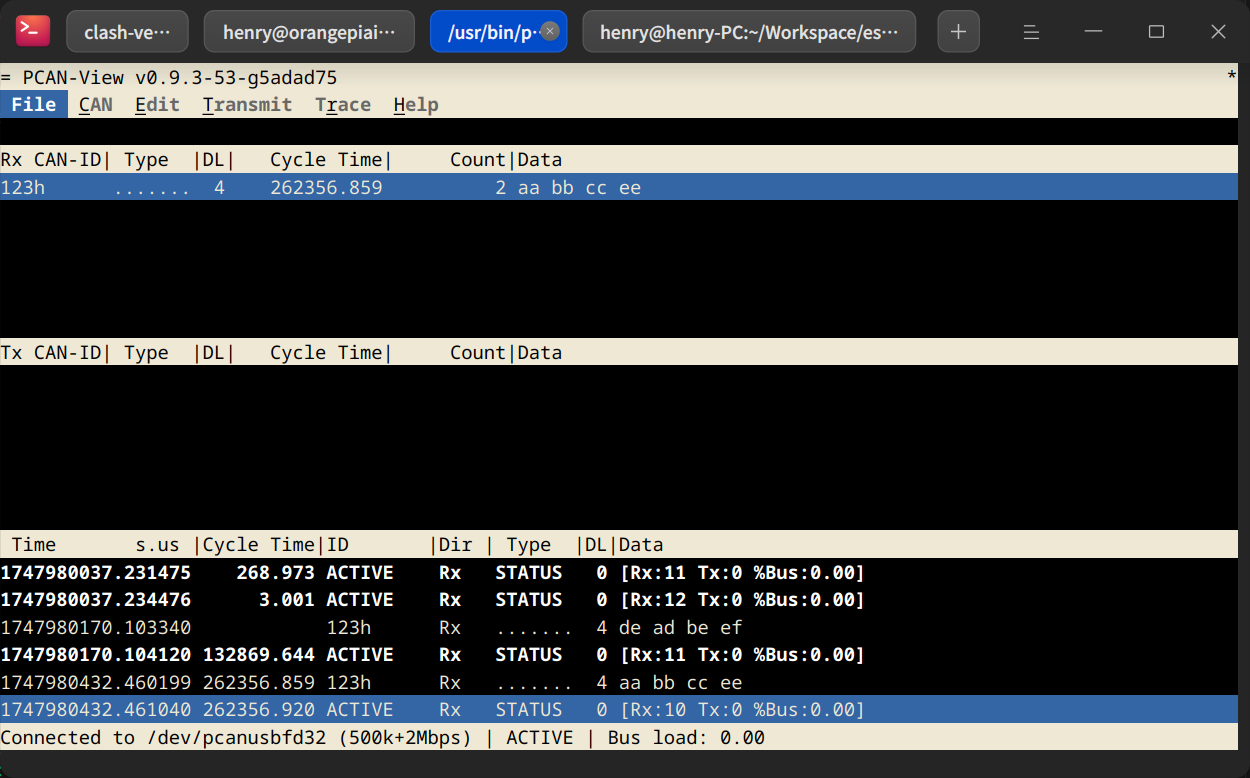 clash-ve··· henry@orangepiai··· /usr/bin/p·· henry@henry-PC:~/Workspace/es···
= PCAN-View v0.9.3-53-g5adad75 *
File CAN Edit Transmit Trace Help
Rx CAN-ID| Type |DL| Cycle Time| Count|Data
123h ....... 4 262356.859 2 aa bb cc ee
Tx CAN-ID| Type |DL| Cycle Time| Count|Data
Time s.us |Cycle Time|ID |Dir | Type |DL|Data
1747980037.231475 268.973 ACTIVE Rx STATUS 0 [Rx:11 Tx:0 %Bus:0.00]
1747980037.234476 3.001 ACTIVE Rx STATUS 0 [Rx:12 Tx:0 %Bus:0.00]
1747980170.103340 123h Rx ....... 4 de ad be ef
1747980170.104120 132869.644 ACTIVE Rx STATUS 0 [Rx:11 Tx:0 %Bus:0.00]
1747980432.460199 262356.859 123h Rx ....... 4 aa bb cc ee
1747980432.461040 262356.920 ACTIVE Rx STATUS 0 [Rx:10 Tx:0 %Bus:0.00]
Connected to /dev/pcanusbfd32 (500k+2Mbps) | ACTIVE | Bus load: 0.00